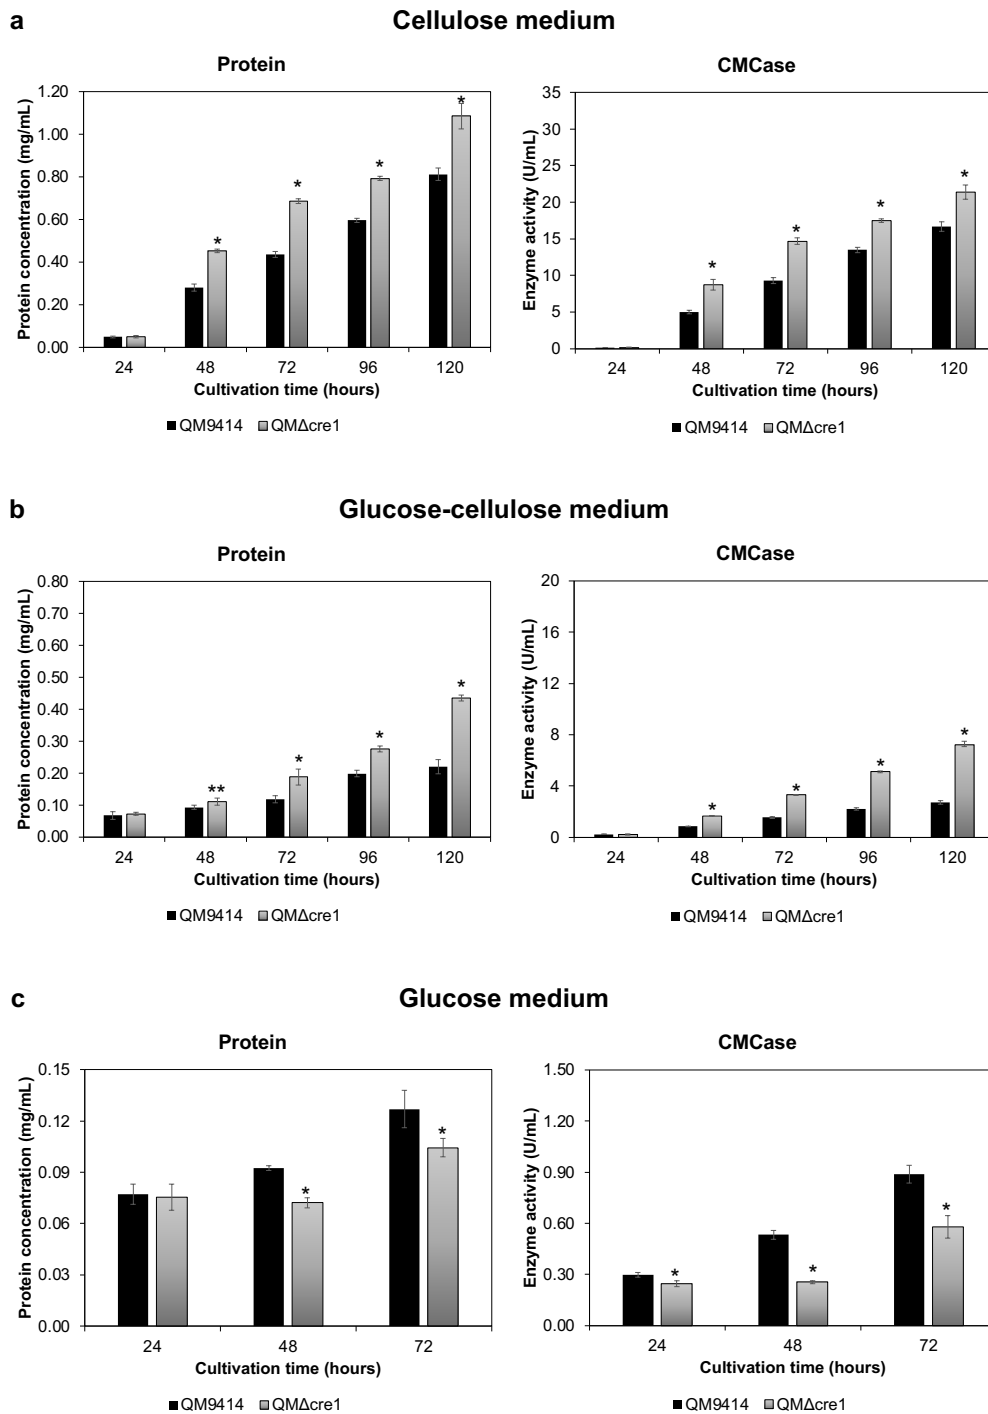 a
Cellulose medium
Protein
Protein concentration (mg/mL)
1.20
1.00
0.80
0.60
0.40
0.20
0.00
*
*
*
*
24 48 72 96 120
Cultivation time (hours)
QM9414 QMΔcre1
CMCase
Enzyme activity (U/mL)
35
30
25
20
15
10
5
0
*
*
*
*
24 48 72 96 120
Cultivation time (hours)
QM9414 QMΔcre1
b
Glucose-cellulose medium
Protein
Protein concentration (mg/mL)
0.80
0.70
0.60
0.50
0.40
0.30
0.20
0.10
0.00
**
*
*
*
24 48 72 96 120
Cultivation time (hours)
QM9414 QMΔcre1
CMCase
Enzyme activity (U/mL)
20
16
12
8
4
0
*
*
*
*
24 48 72 96 120
Cultivation time (hours)
QM9414 QMΔcre1
c
Glucose medium
Protein
Protein concentration (mg/mL)
0.15
0.12
0.09
0.06
0.03
0.00
*
*
24 48 72
Cultivation time (hours)
QM9414 QMΔcre1
CMCase
Enzyme activity (U/mL)
1.50
1.20
0.90
0.60
0.30
0.00
*
*
*
24 48 72
Cultivation time (hours)
QM9414 QMΔcre1